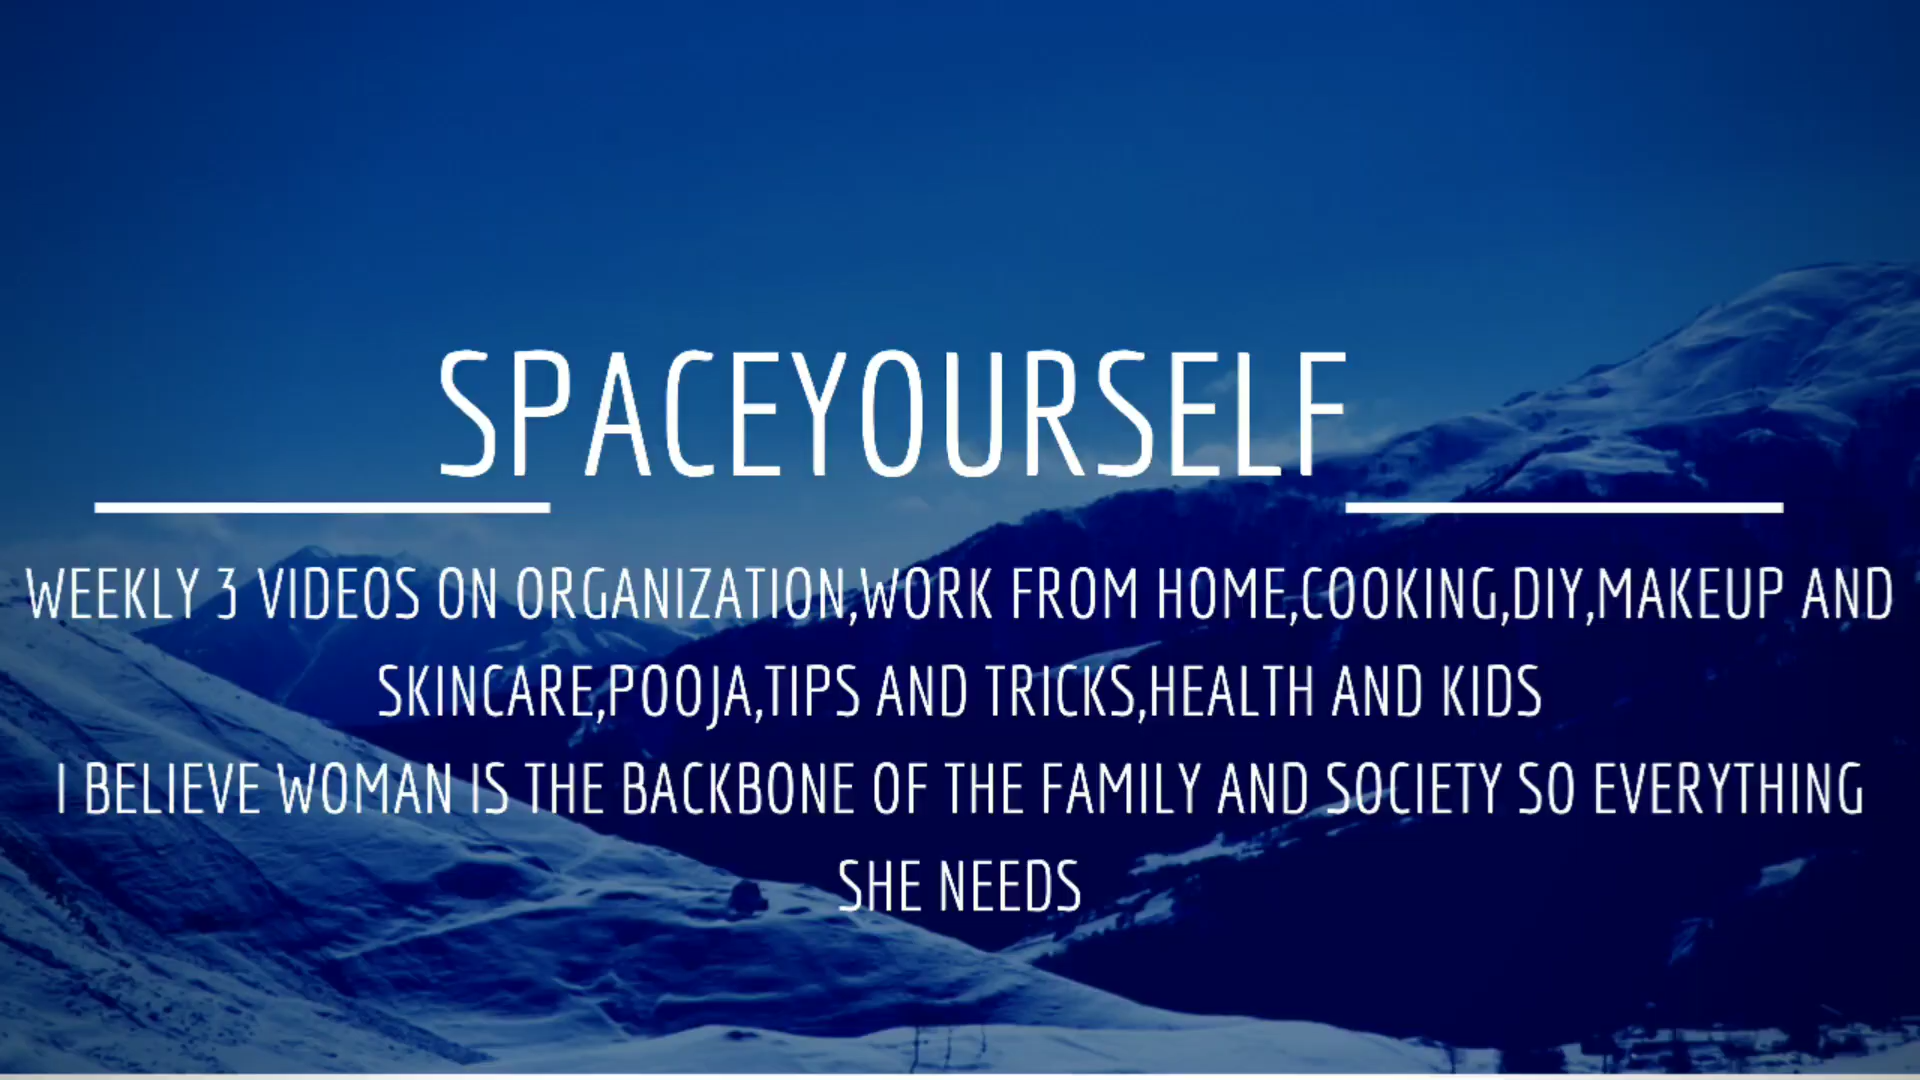 SPACEYOURSELF
WEEKLY 3 VIDEOS ON ORGANIZATION,WORK FROM HOME,COOKING,DIY,MAKEUP AND
SKINCARE,POOJA,TIPS AND TRICKS,HEALTH AND KIDS
I BELIEVE WOMAN IS THE BACKBONE OF THE FAMILY AND SOCIETY SO EVERYTHING
SHE NEEDS